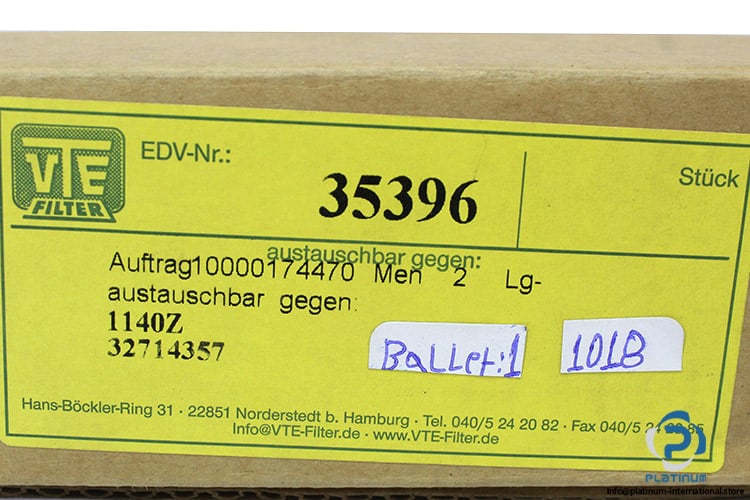 VTE
FILTER
EDV-Nr.:
35396
Stück
austauschbar gegen:
Auftrag10000174470 Men 2 Lg-
austauschbar gegen:
1140Z
32714357
Ballet:1
1018
Hans-Böckler-Ring 31 · 22851 Norderstedt b. Hamburg · Tel. 040/5 24 20 82 · Fax 040/5
Info@VTE-Filter.de · www.VTE-Filter.de
PLATINUM
info@platinum-international.store